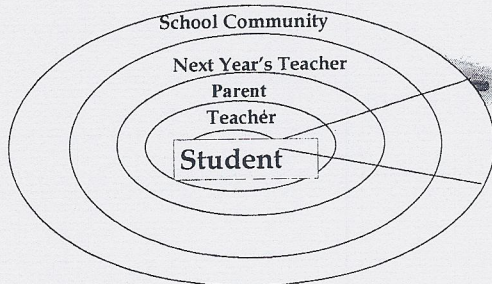 School Community
Next Year's Teacher
Parent
Teacher
Student